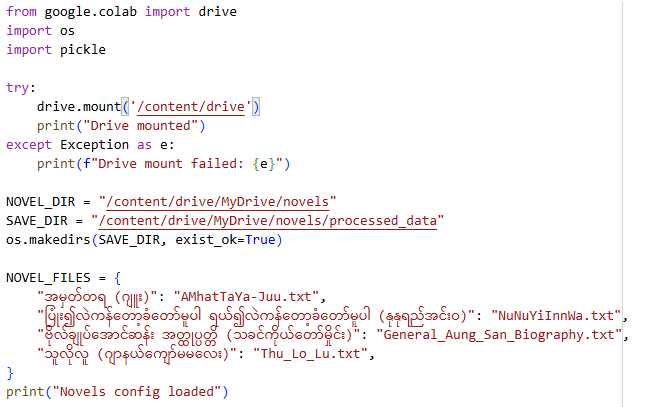 from google.colab import drive
import os
import pickle
try:
drive.mount('/content/drive')
print("Drive mounted")
except Exception as e:
print(f"Drive mount failed: {e}")
NOVEL_DIR = "/content/drive/MyDrive/novels"
SAVE_DIR = "/content/drive/MyDrive/novels/processed_data"
os.makedirs(SAVE_DIR, exist_ok=True)
NOVEL_FILES = {
"အမှတ်တရ (ဂျူး)": "AMhatTaYa-Juu.txt",
"ပြုံး၍လဲကန်တော့ခံတော်မူပါ ရယ်၍လဲကန်တော့ခံတော်မူပါ (နုနုရည်အင်းဝ)": "NuNuYiInnWa.txt",
"ဗိုလ်ချုပ်အောင်ဆန်း အတ္ထုပ္ပတ္တိ (သခင်ကိုယ်တော်မှိုင်း)": "General_Aung_San_Biography.txt",
"သူလိုလူ (ဂျာနယ်ကျော်မမလေး)": "Thu_Lo_Lu.txt",
}
print("Novels config loaded")